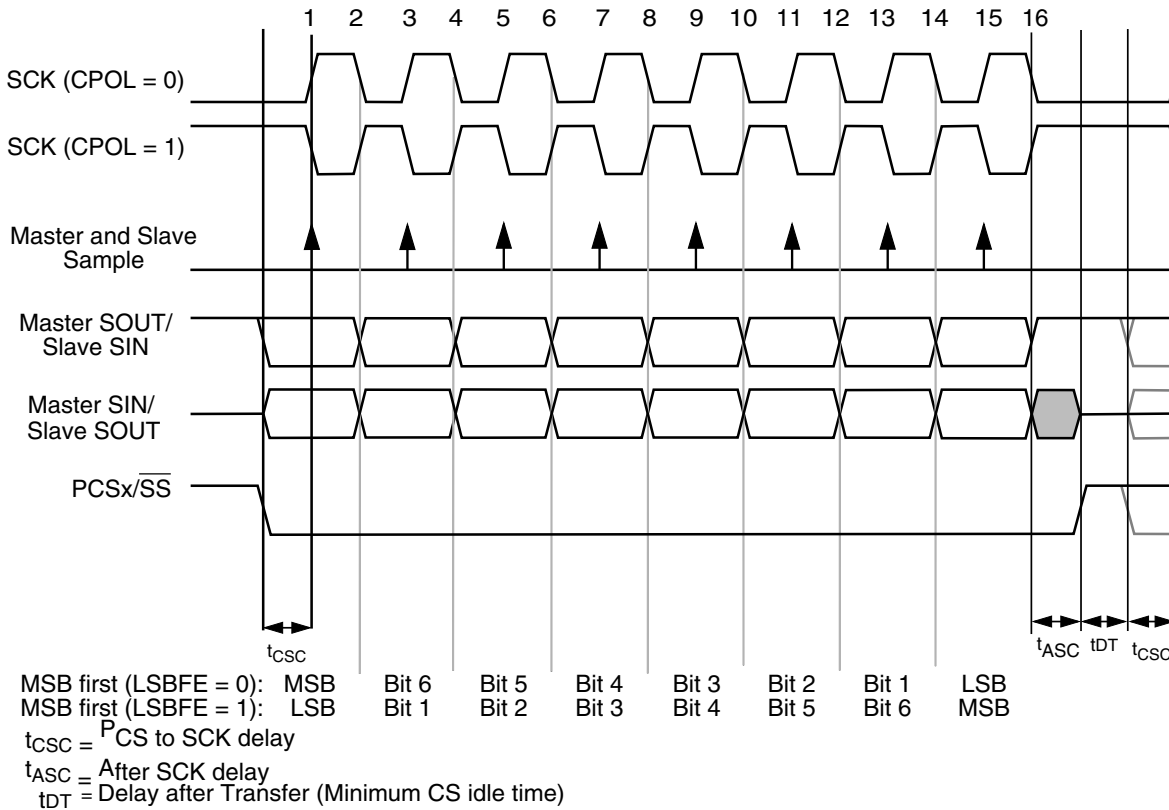 1 2 3 4 5 6 7 8 9 10 11 12 13 14 15 16
SCK (CPOL = 0)
SCK (CPOL = 1)
Master and Slave
Sample
Master SOUT/
Slave SIN
Master SIN/
Slave SOUT
PCSx/SS
tCSC
tASC tDT tCSC
MSB first (LSBFE = 0): MSB Bit 6 Bit 5 Bit 4 Bit 3 Bit 2 Bit 1 LSB
MSB first (LSBFE = 1): LSB Bit 1 Bit 2 Bit 3 Bit 4 Bit 5 Bit 6 MSB
tCSC = PCS to SCK delay
tASC = After SCK delay
tDT = Delay after Transfer (Minimum CS idle time)